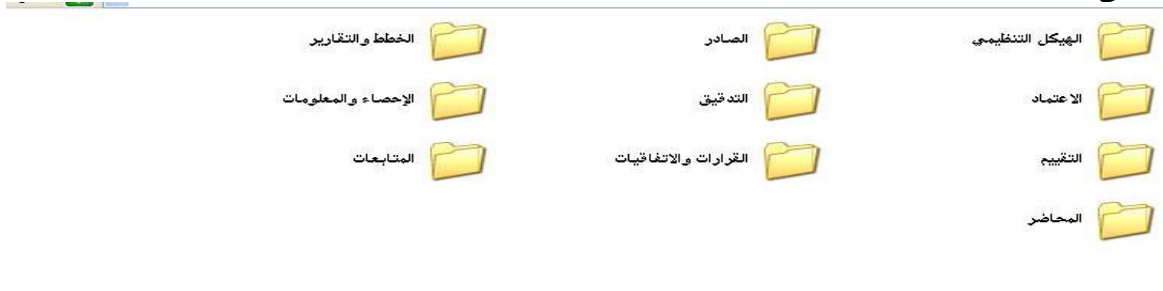 الهيكل التنظيمي الصادر الخطط والتقارير
الاعتماد التدقيق الإحصاء والمعلومات
التقييم القرارات والاتفاقيات المتابعات
المحاضر